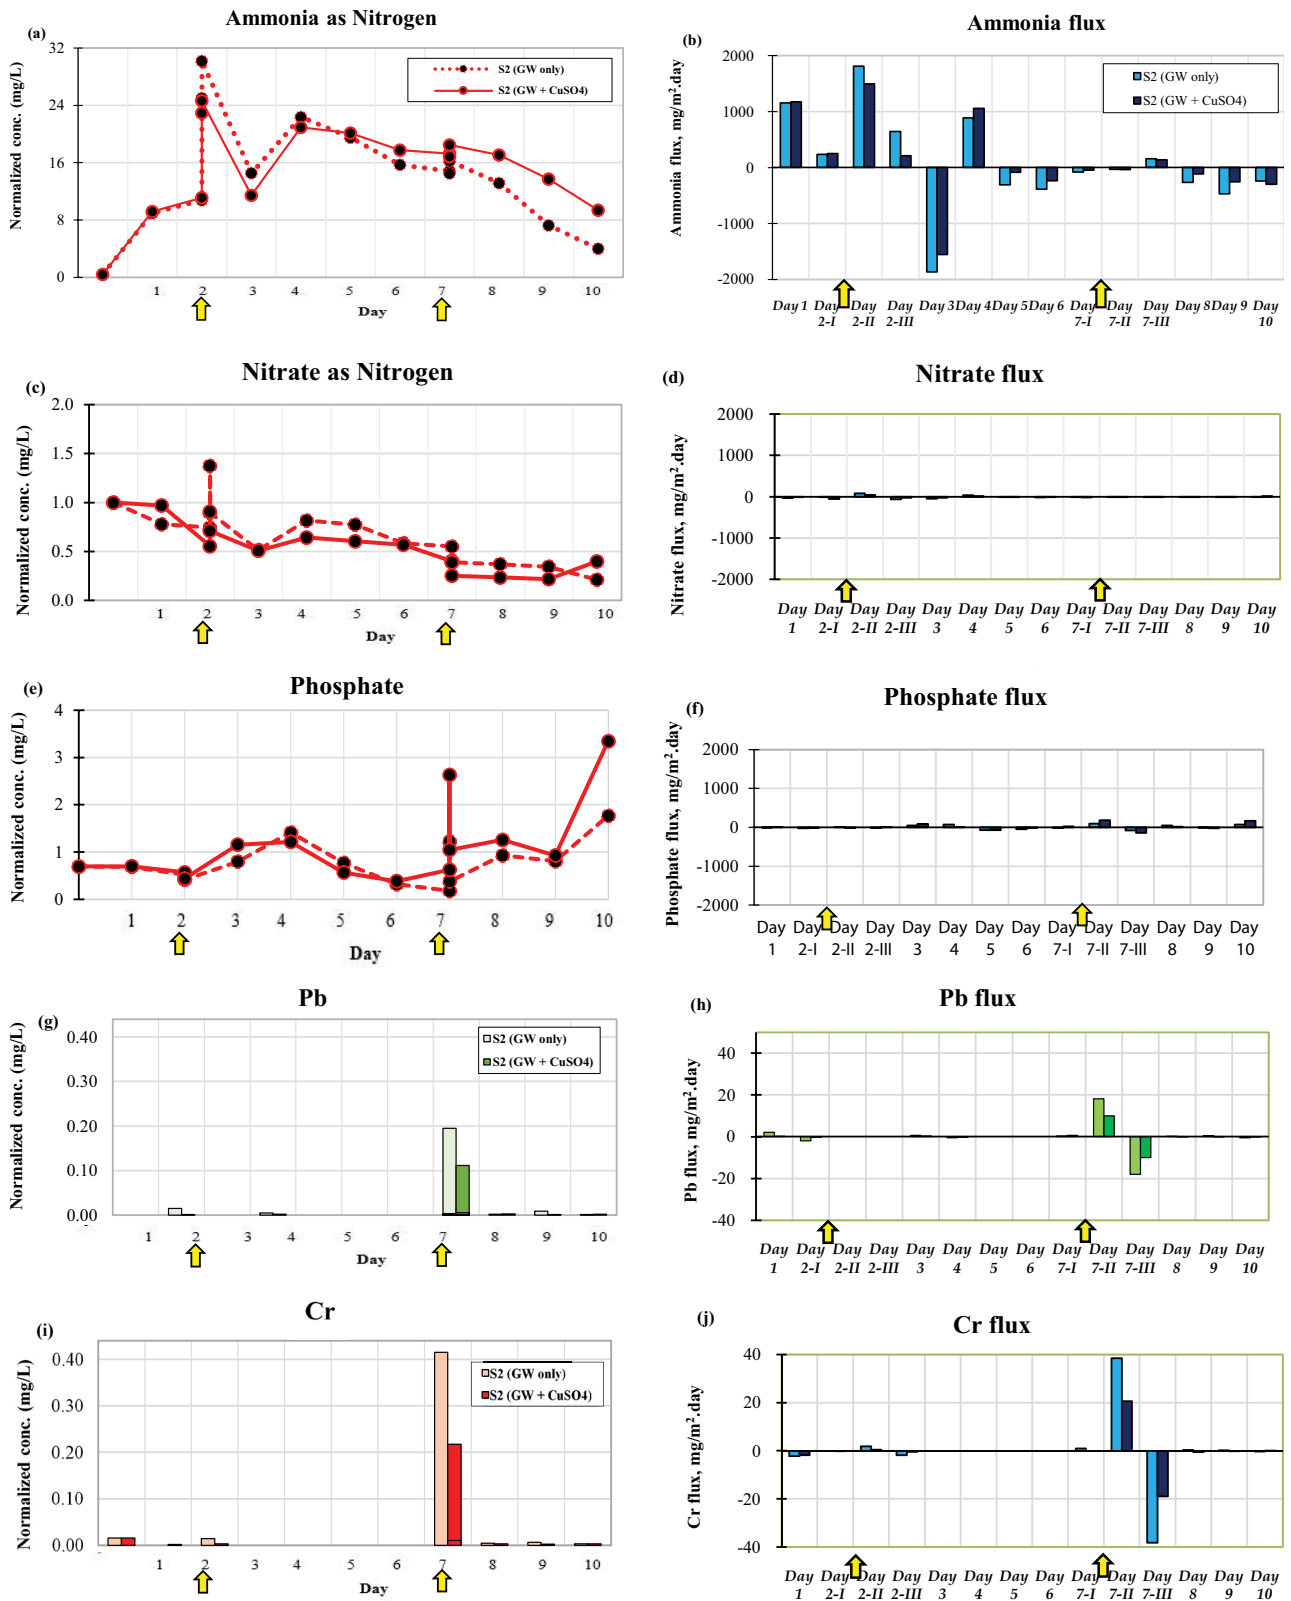 Ammonia as Nitrogen
(a)
Normalized conc. (mg/L)
32
24
16
8
0
S2 (GW only)
S2 (GW + CuSO4)
1 2 3 4 5 6 7 8 9 10
Day
Ammonia flux
(b)
Ammonia flux, mg/m².day
2000
1000
0
-1000
-2000
S2 (GW only)
S2 (GW + CuSO4)
Day 1 Day 2-I Day 2-II Day 2-III Day 3 Day 4 Day 5 Day 6 Day 7-I Day 7-II Day 7-III Day 8 Day 9 Day 10
Nitrate as Nitrogen
(c)
Normalized conc. (mg/L)
2.0
1.5
1.0
0.5
0.0
1 2 3 4 5 6 7 8 9 10
Day
Nitrate flux
(d)
Nitrate flux, mg/m².day
2000
1000
0
-1000
-2000
Day 1 Day 2-I Day 2-II Day 2-III Day 3 Day 4 Day 5 Day 6 Day 7-I Day 7-II Day 7-III Day 8 Day 9 Day 10
Phosphate
(e)
Normalized conc. (mg/L)
4
3
2
1
0
1 2 3 4 5 6 7 8 9 10
Day
Phosphate flux
(f)
Phosphate flux, mg/m².day
2000
1000
0
-1000
-2000
Day 1 Day 2-I Day 2-II Day 2-III Day 3 Day 4 Day 5 Day 6 Day 7-I Day 7-II Day 7-III Day 8 Day 9 Day 10
Pb
(g)
Normalized conc. (mg/L)
0.40
0.30
0.20
0.10
0.00
-
S2 (GW only)
S2 (GW + CuSO4)
1 2 3 4 5 6 7 8 9 10
Day
Pb flux
(h)
Pb flux, mg/m².day
40
20
0
-20
-40
Day 1 Day 2-I Day 2-II Day 2-III Day 3 Day 4 Day 5 Day 6 Day 7-I Day 7-II Day 7-III Day 8 Day 9 Day 10
Cr
(i)
Normalized conc. (mg/L)
0.40
0.30
0.20
0.10
0.00
-
S2 (GW only)
S2 (GW + CuSO4)
1 2 3 4 5 6 7 8 9 10
Day
Cr flux
(j)
Cr flux, mg/m².day
40
20
0
-20
-40
Day 1 Day 2-I Day 2-II Day 2-III Day 3 Day 4 Day 5 Day 6 Day 7-I Day 7-II Day 7-III Day 8 Day 9 Day 10